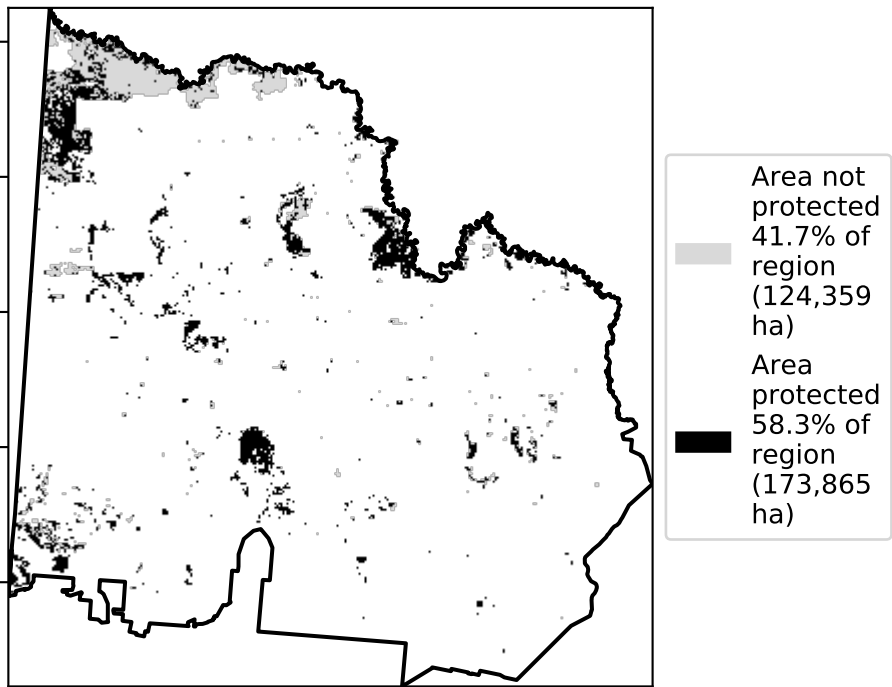 Area not
protected
41.7% of
region
(124,359
ha)
Area
protected
58.3% of
region
(173,865
ha)